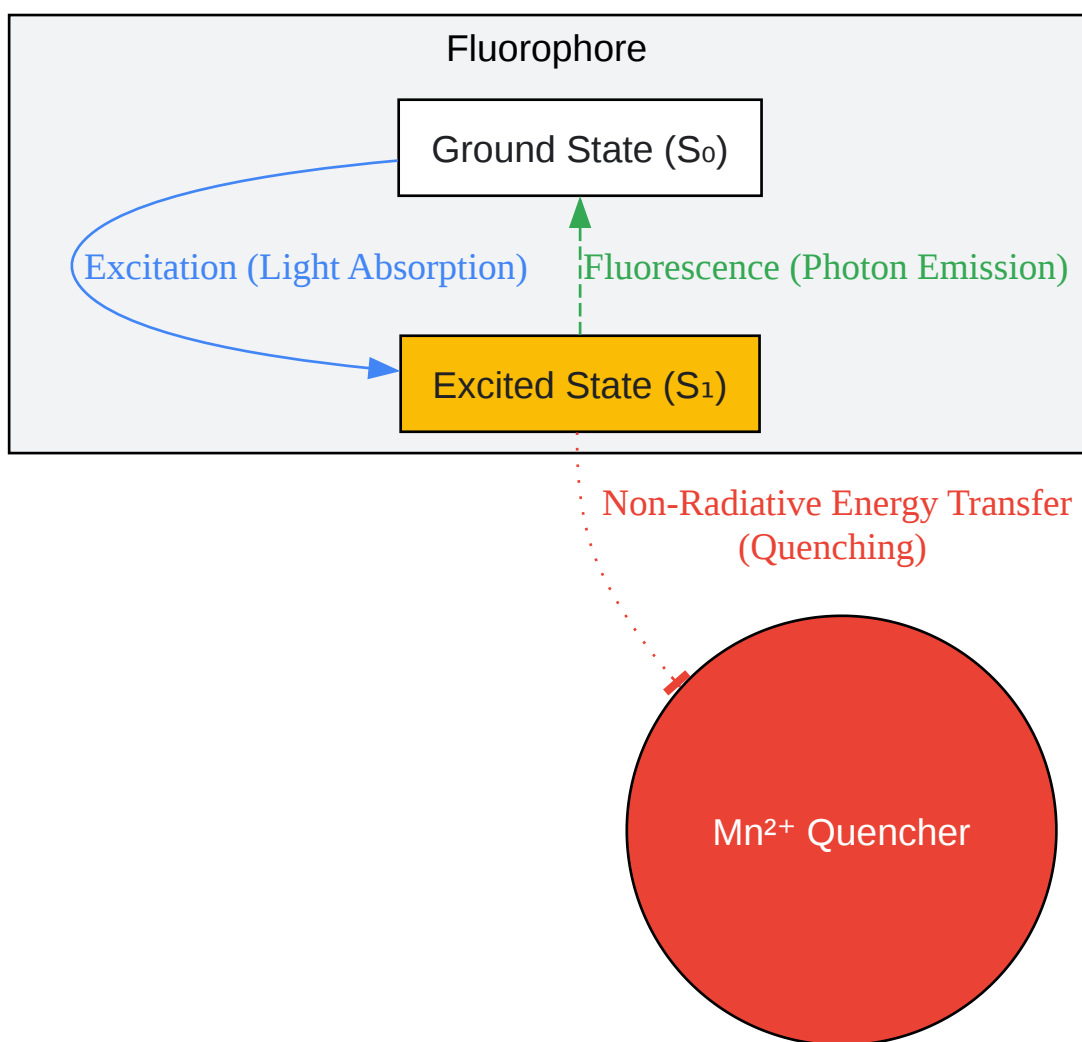 Fluorophore
Ground State (S₀)
Excitation (Light Absorption)
Fluorescence (Photon Emission)
Excited State (S₁)
Non-Radiative Energy Transfer
(Quenching)
Mn²⁺ Quencher